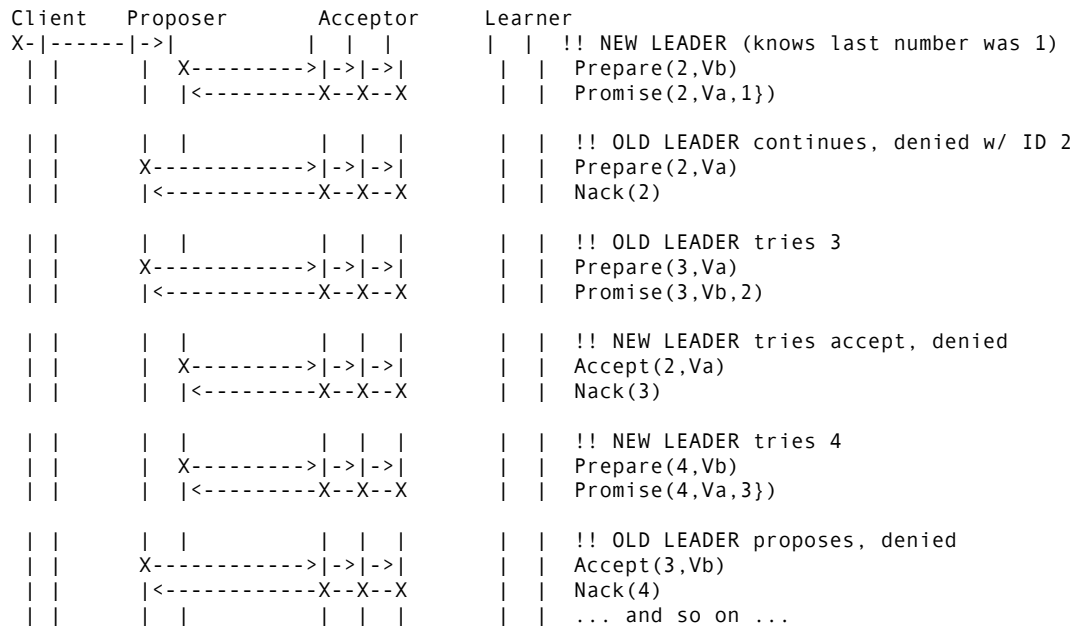 Client   Proposer         Acceptor       Learner
X-|------|->|           |  |  |         |  |  !! NEW LEADER (knows last number was 1)
 | |      |  X--------->|->|->|         |  |  Prepare(2,Vb)
 | |      |  |<---------X--X--X         |  |  Promise(2,Va,1})
 | |      |  |          |  |  |         |  |  !! OLD LEADER continues, denied w/ ID 2
 | |      X------------>|->|->|         |  |  Prepare(2,Va)
 | |      |<------------X--X--X         |  |  Nack(2)
 | |      |  |          |  |  |         |  |  !! OLD LEADER tries 3
 | |      X------------>|->|->|         |  |  Prepare(3,Va)
 | |      |<------------X--X--X         |  |  Promise(3,Vb,2)
 | |      |  |          |  |  |         |  |  !! NEW LEADER tries accept, denied
 | |      |  X--------->|->|->|         |  |  Accept(2,Va)
 | |      |  |<---------X--X--X         |  |  Nack(3)
 | |      |  |          |  |  |         |  |  !! NEW LEADER tries 4
 | |      |  X--------->|->|->|         |  |  Prepare(4,Vb)
 | |      |  |<---------X--X--X         |  |  Promise(4,Va,3})
 | |      |  |          |  |  |         |  |  !! OLD LEADER proposes, denied
 | |      X------------>|->|->|         |  |  Accept(3,Vb)
 | |      |<------------X--X--X         |  |  Nack(4)
 | |      |  |          |  |  |         |  |  ... and so on ...